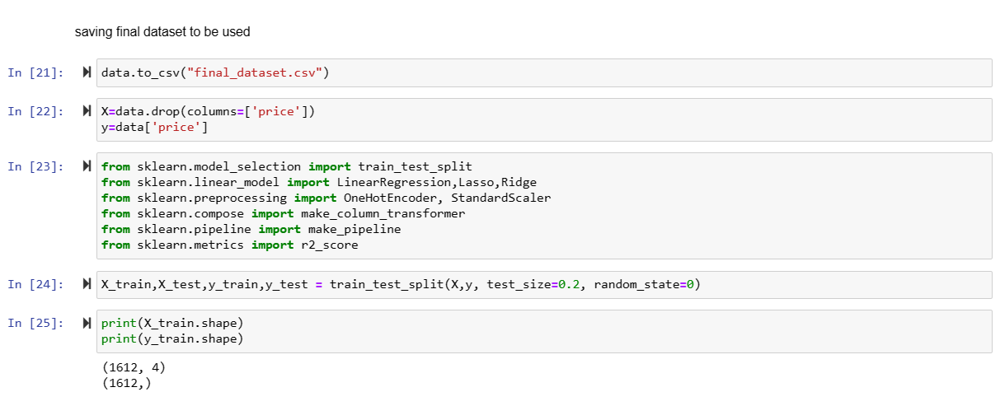 saving final dataset to be used
In [21]: data.to_csv("final_dataset.csv")
In [22]: X=data.drop(columns=['price'])
y=data['price']
In [23]: from sklearn.model_selection import train_test_split
from sklearn.linear_model import LinearRegression,Lasso,Ridge
from sklearn.preprocessing import OneHotEncoder, StandardScaler
from sklearn.compose import make_column_transformer
from sklearn.pipeline import make_pipeline
from sklearn.metrics import r2_score
In [24]: X_train,X_test,y_train,y_test = train_test_split(X,y, test_size=0.2, random_state=0)
In [25]: print(X_train.shape)
print(y_train.shape)
(1612, 4)
(1612,)